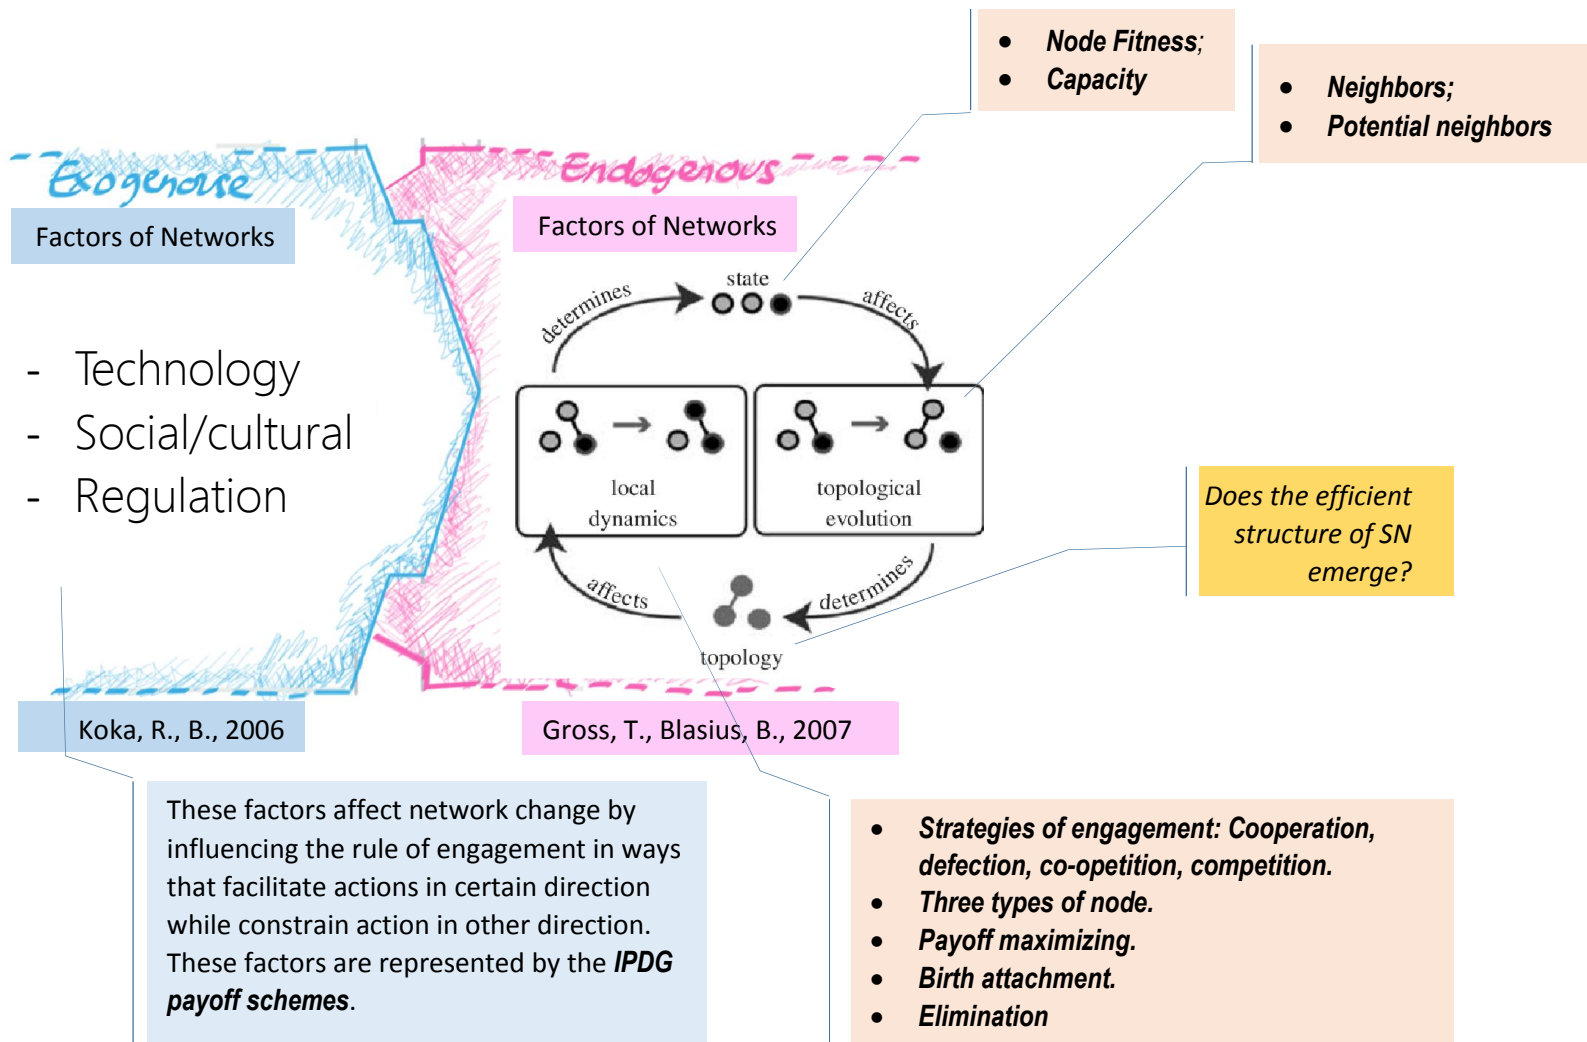 • Node Fitness;
• Capacity
• Neighbors;
• Potential neighbors
Exogenouse
Factors of Networks
- Technology
- Social/cultural
- Regulation
Koka, R., B., 2006
Endogenous
Factors of Networks
state
determines
affects
local
dynamics
topological
evolution
affects
determines
topology
Gross, T., Blasius, B., 2007
Does the efficient
structure of SN
emerge?
These factors affect network change by
influencing the rule of engagement in ways
that facilitate actions in certain direction
while constrain action in other direction.
These factors are represented by the IPDG
payoff schemes.
• Strategies of engagement: Cooperation,
defection, co-opetition, competition.
• Three types of node.
• Payoff maximizing.
• Birth attachment.
• Elimination